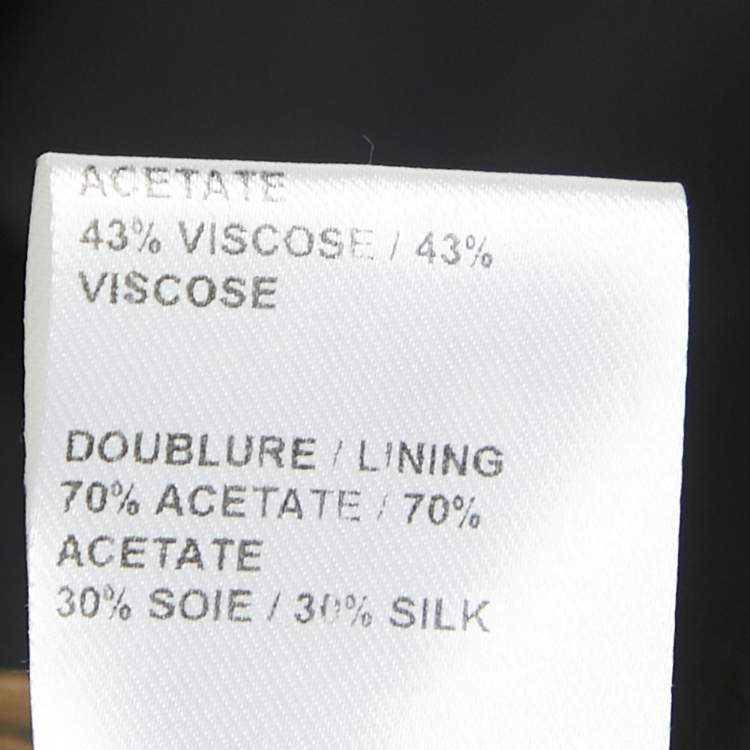 ACETATE
43% VISCOSE / 43%
VISCOSE
DOUBLURE / LINING
70% ACETATE / 70%
ACETATE
30% SOIE / 30% SILK